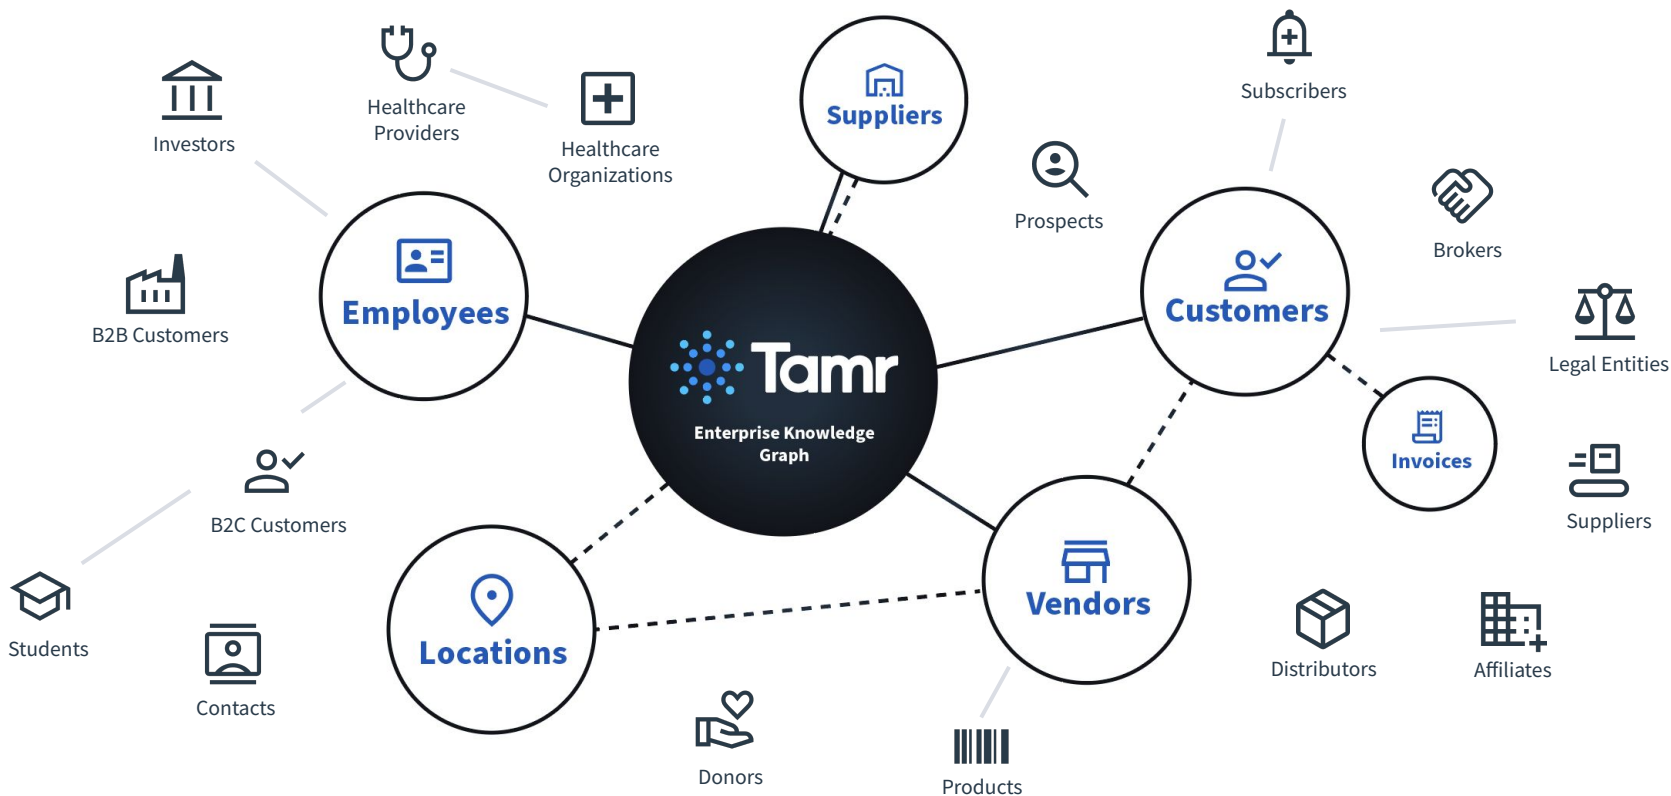 Suppliers
Subscribers
Healthcare
Providers
Investors
Healthcare
Organizations
Prospects
Brokers
Employees
Customers
B2B Customers
Legal Entities
Tamr
Enterprise Knowledge
Graph
Invoices
B2C Customers
Suppliers
Vendors
Students
Locations
Distributors
Affiliates
Contacts
Donors
Products